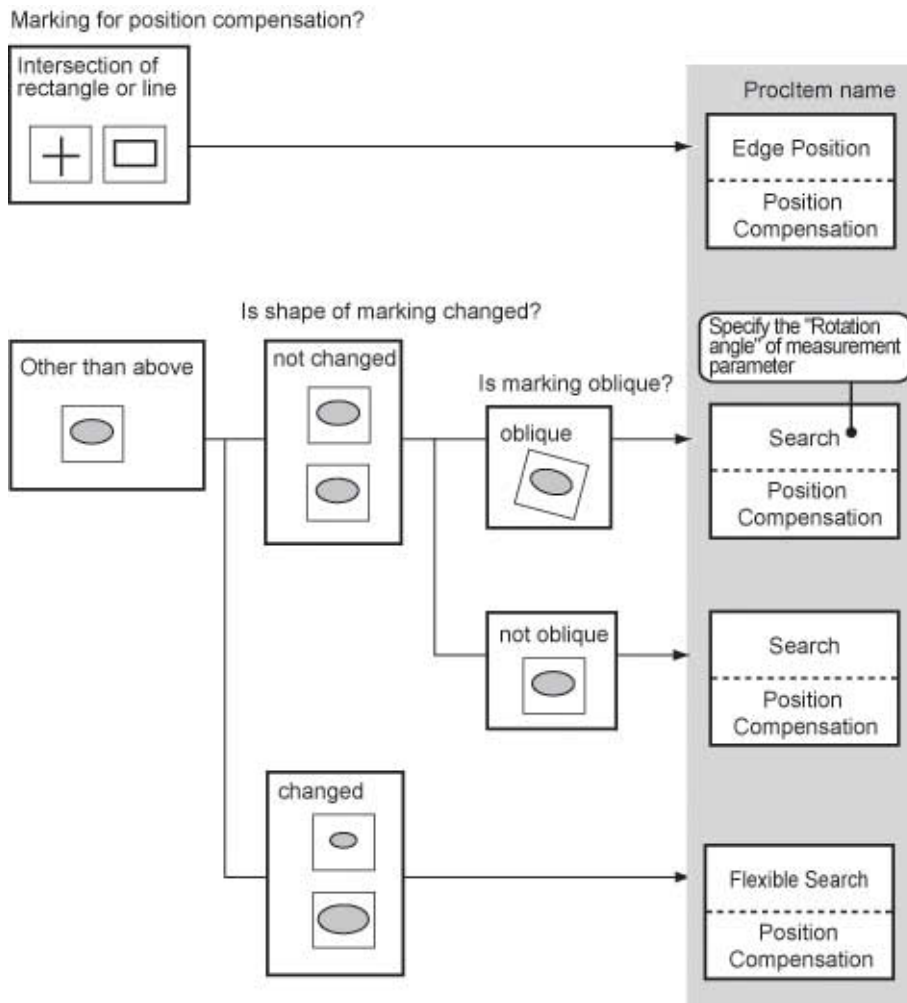 Marking for position compensation?
Intersection of
rectangle or line
ProcItem name
Edge Position
Position
Compensation
Is shape of marking changed?
Other than above
not changed
Is marking oblique?
oblique
Specify the "Rotation
angle" of measurement
parameter
Search
Position
Compensation
not oblique
Search
Position
Compensation
changed
Flexible Search
Position
Compensation